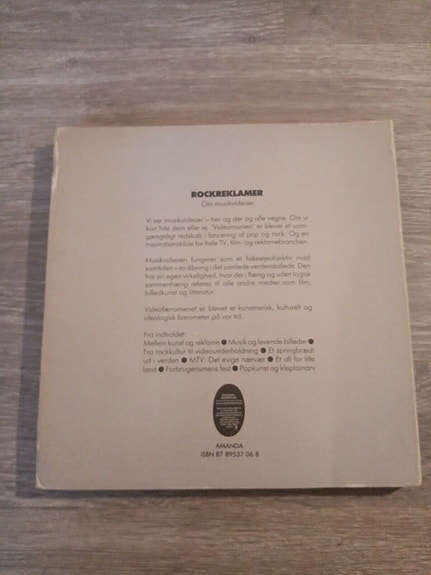 ROCKREKLAMER
Om musikvideoer
Vi ser musikvideoer – her og der og alle vegne. Om vi
kan lide dem eller ej. 'Videomanien' er blevet et uom-
gængeligt redskab i lancering af pop og rock. Og en
inspirationskilde for hele TV, film- og reklamebranchen.
Musikvideoen fungerer som et fiskeøjeobjektiv mod
samtiden – en åbning i det samlede verdensbillede. Den
har sin egen virkelighed, hvor der i flæng og uden logisk
sammenhæng refereres til alle andre medier som film,
billedkunst og litteratur.
Videofænomenet er blevet et kunstnerisk, kulturelt og
ideologisk barometer på vor tid.
Fra indholdet:
Mellem kunst og reklame ● Musik og levende billeder ●
Fra rockkultur til videounderholdning ● Et springbrædt
ud i verden ● MTV. Det evige nærvær ● Et alt for lille
land ● Forbrugerismens fest ● Popkunst og kleptomani
AMANDA
ISBN 87 89537 06 8